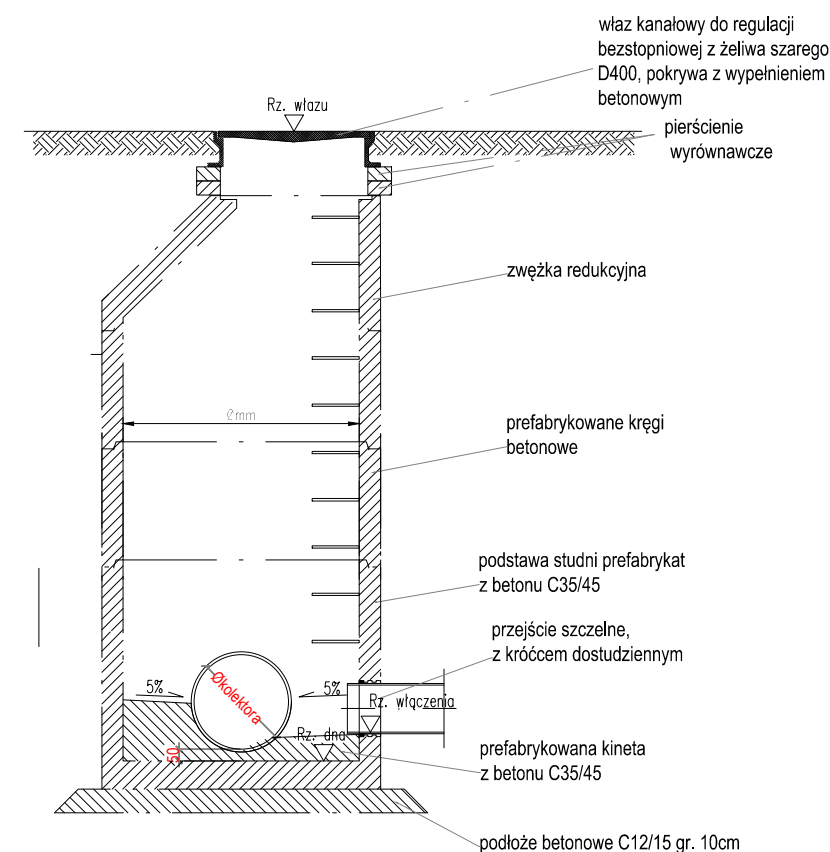 właz kanałowy do regulacji
bezstopniowej z żeliwa szarego
D400, pokrywa z wypełnieniem
betonowym
Rz. włazu
pierścienie
wyrównawcze
zwężka redukcyjna
mm
prefabrykowane kręgi
betonowe
podstawa studni prefabrykat
z betonu C35/45
przejście szczelne,
z króćcem dostudziennym
5%
Økolektora
5%
Rz. włączenia
Rz. dna
50
prefabrykowana kineta
z betonu C35/45
podłoże betonowe C12/15 gr. 10cm